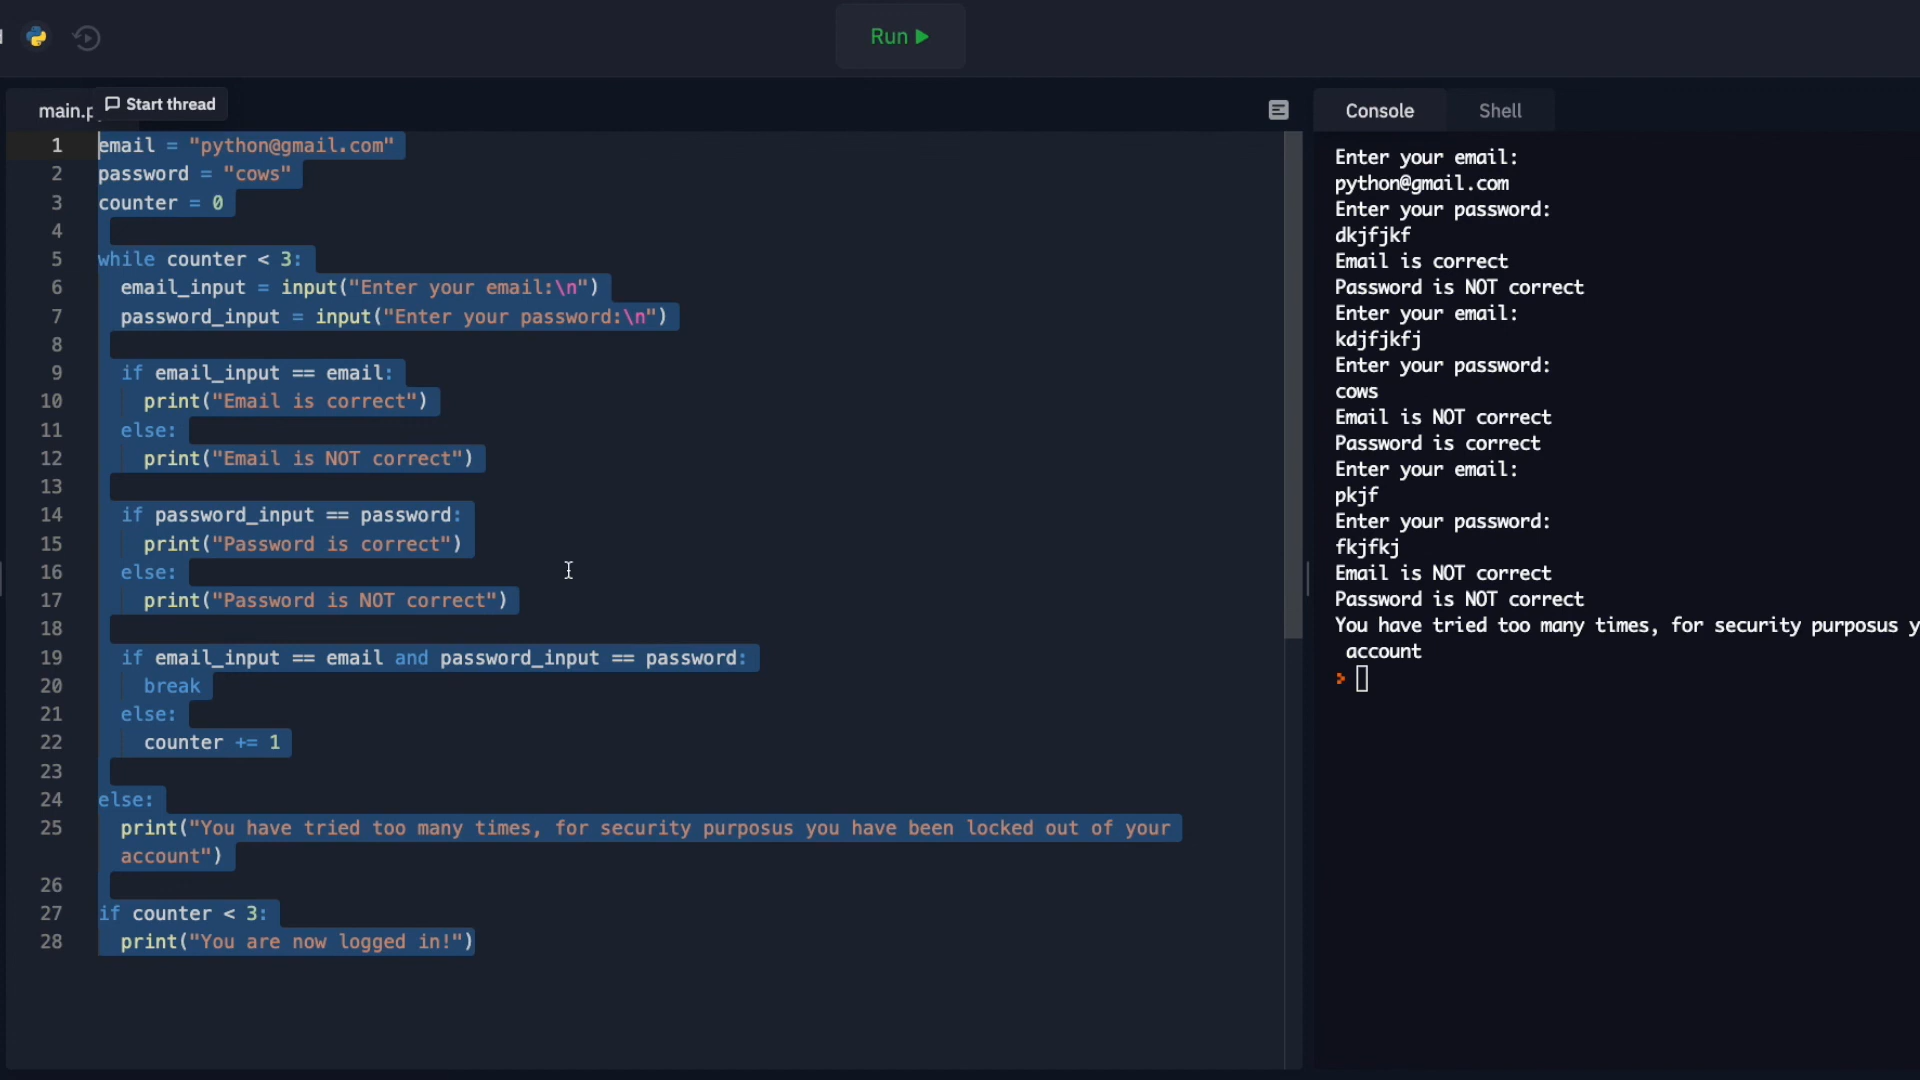 Run
main.p
Start thread
1 email = "python@gmail.com"
2 password = "cows"
3 counter = 0
4
5 while counter < 3:
6 email_input = input("Enter your email:\n")
7 password_input = input("Enter your password:\n")
8
9 if email_input == email:
10 print("Email is correct")
11 else:
12 print("Email is NOT correct")
13
14 if password_input == password:
15 print("Password is correct")
16 else:
17 print("Password is NOT correct")
18
19 if email_input == email and password_input == password:
20 break
21 else:
22 counter += 1
23
24 else:
25 print("You have tried too many times, for security purposus you have been locked out of your
account")
26
27 if counter < 3:
28 print("You are now logged in!")
Console
Shell
Enter your email:
python@gmail.com
Enter your password:
dkjfjkf
Email is correct
Password is NOT correct
Enter your email:
kdjfjkfj
Enter your password:
cows
Email is NOT correct
Password is correct
Enter your email:
pkjf
Enter your password:
fkjfkj
Email is NOT correct
Password is NOT correct
You have tried too many times, for security purposus y
account